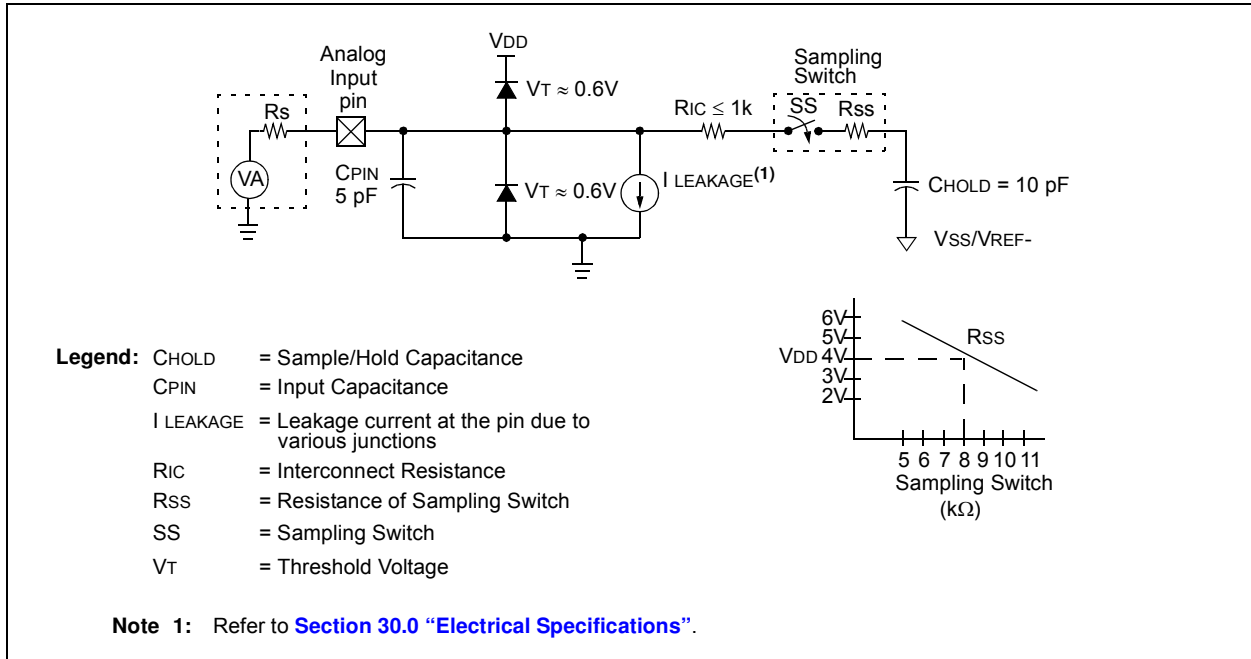 VDD
Analog
Input
pin
Sampling
Switch
VT ≈ 0.6V
RS
RIC ≤ 1k
SS
RSS
VA
CPIN
5 pF
VT ≈ 0.6V
I LEAKAGE(1)
CHOLD = 10 pF
VSS/VREF-
6V
5V
VDD 4V
3V
2V
RSS
5 6 7 8 9 10 11
Sampling Switch
(kΩ)
Legend: CHOLD = Sample/Hold Capacitance
CPIN = Input Capacitance
I LEAKAGE = Leakage current at the pin due to
various junctions
RIC = Interconnect Resistance
RSS = Resistance of Sampling Switch
SS = Sampling Switch
VT = Threshold Voltage
Note 1: Refer to Section 30.0 “Electrical Specifications”.